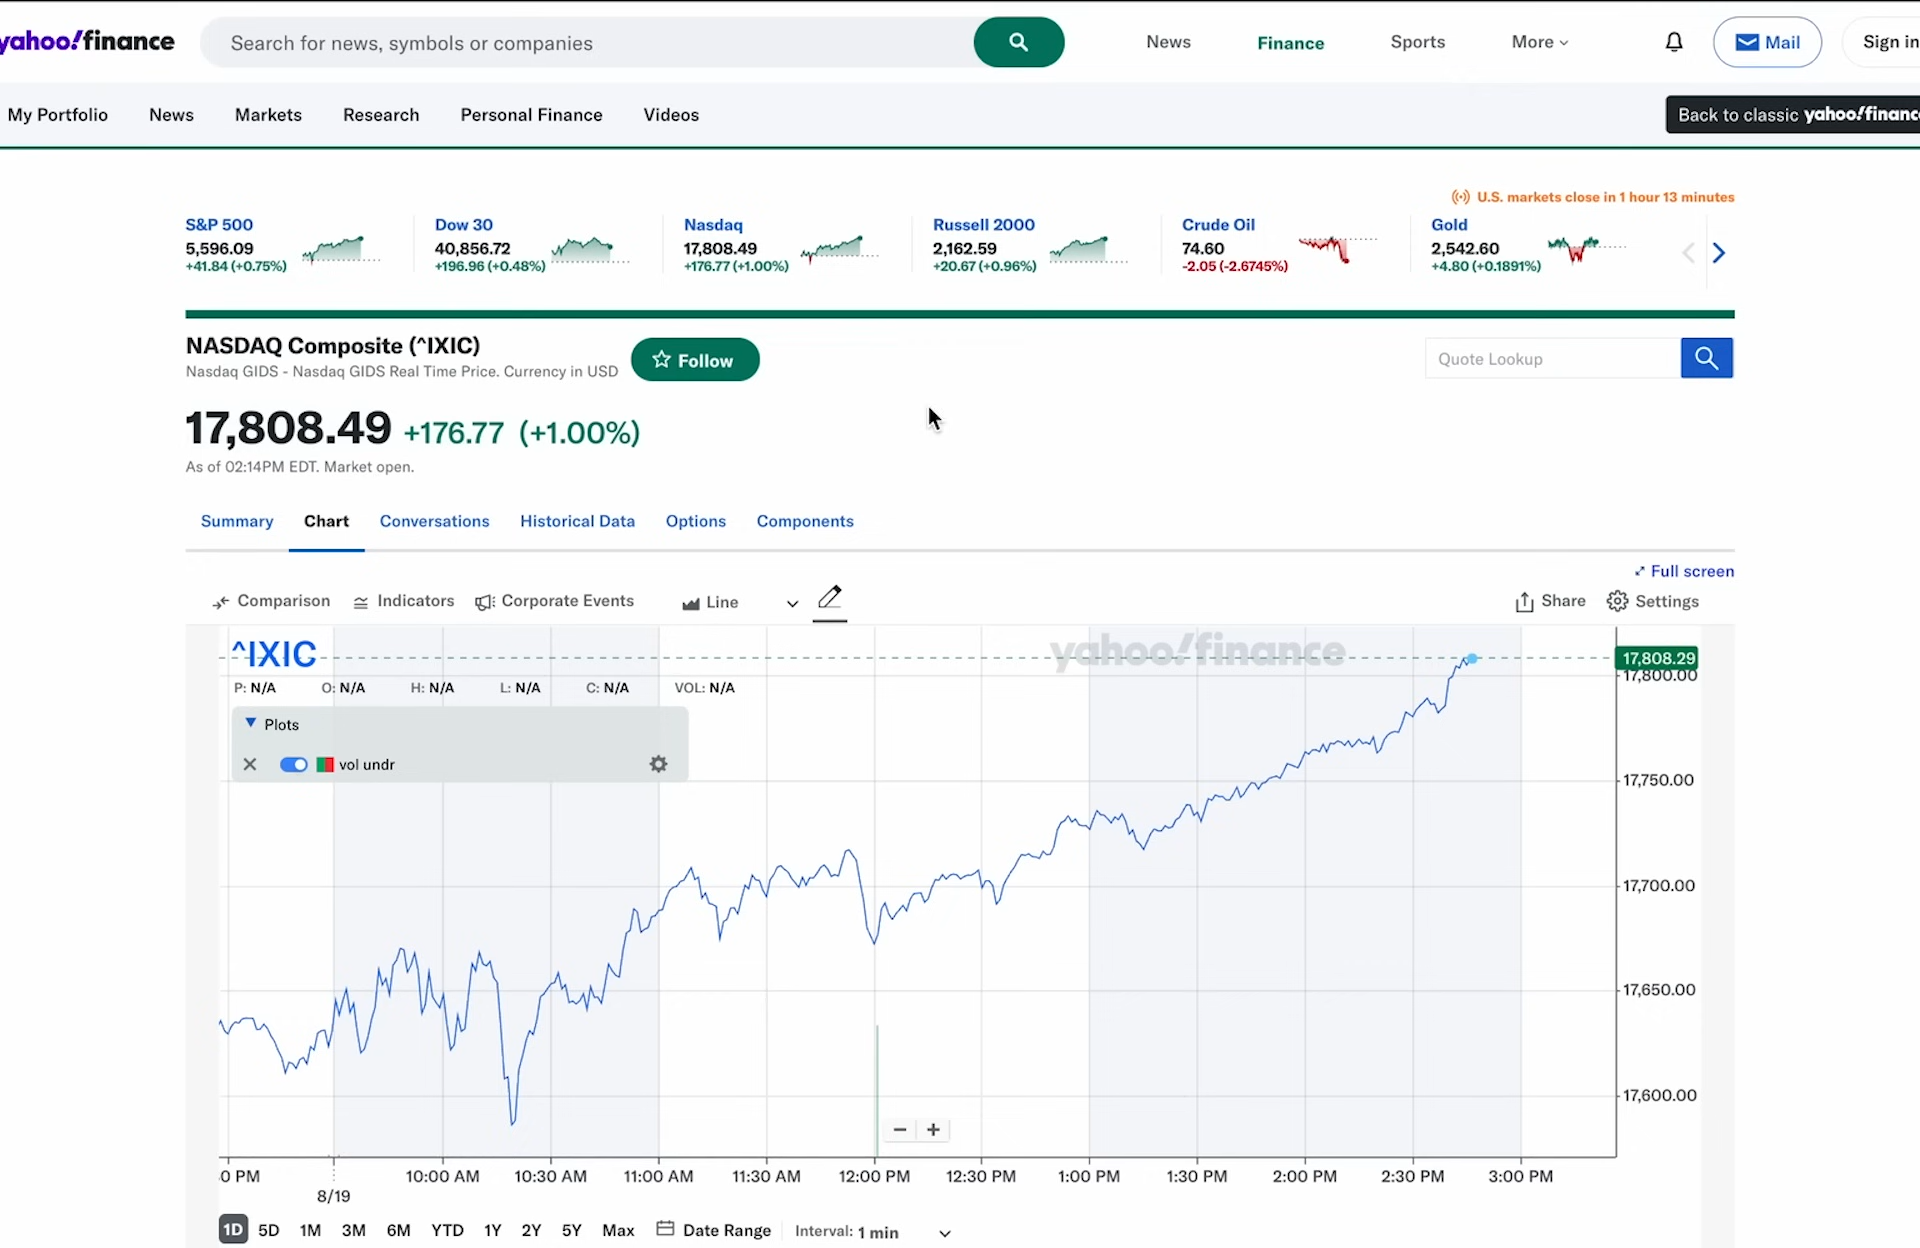 yahoo!finance
Search for news, symbols or companies
News Finance Sports More
Mail
Sign in
My Portfolio News Markets Research Personal Finance Videos
Back to classic yahoo!finance
U.S. markets close in 1 hour 13 minutes
S&P 500
5,596.09
+41.84 (+0.75%)
Dow 30
40,856.72
+196.96 (+0.48%)
Nasdaq
17,808.49
+176.77 (+1.00%)
Russell 2000
2,162.59
+20.67 (+0.96%)
Crude Oil
74.60
-2.05 (-2.6745%)
Gold
2,542.60
+4.80 (+0.1891%)
NASDAQ Composite (^IXIC)
Nasdaq GIDS - Nasdaq GIDS Real Time Price. Currency in USD
Follow
Quote Lookup
17,808.49 +176.77 (+1.00%)
As of 02:14PM EDT. Market open.
Summary Chart Conversations Historical Data Options Components
Full screen
Comparison Indicators Corporate Events Line Share Settings
^IXIC
yahoo!finance
17,808.29
17,800.00
P: N/A O: N/A H: N/A L: N/A C: N/A VOL: N/A
Plots
vol undr
17,750.00
17,700.00
17,650.00
17,600.00
0 PM 10:00 AM 10:30 AM 11:00 AM 11:30 AM 12:00 PM 12:30 PM 1:00 PM 1:30 PM 2:00 PM 2:30 PM 3:00 PM
8/19
1D 5D 1M 3M 6M YTD 1Y 2Y 5Y Max Date Range Interval: 1 min